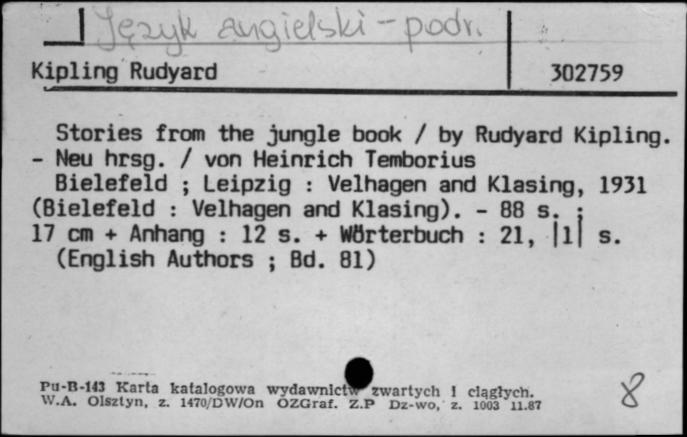 Język angielski - podr.
Kipling Rudyard 302759
Stories from the jungle book / by Rudyard Kipling.
- Neu hrsg. / von Heinrich Temborius
Bielefeld ; Leipzig : Velhagen and Klasing, 1931
(Bielefeld : Velhagen and Klasing). - 88 s. ;
17 cm + Anhang : 12 s. + Wörterbuch : 21, |1| s.
(English Authors ; Bd. 81)
Pu-B-143 Karta katalogowa wydawnictw zwartych i ciągłych.
W.A. Olsztyn, z. 1470/DW/On OZGraf. Z.P Dz-wo, z. 1003 11.87
8